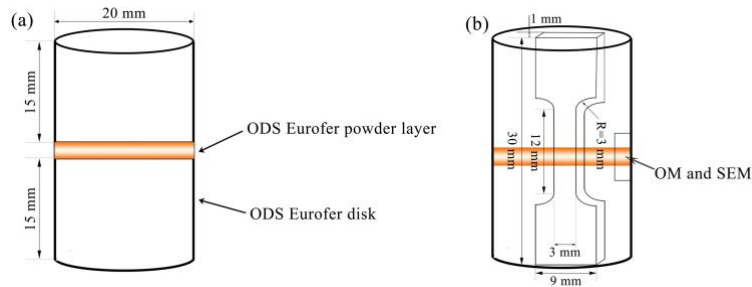 (a)
20 mm
15 mm
15 mm
ODS Eurofer powder layer
ODS Eurofer disk
(b)
1 mm
30 mm
12 mm
R=3 mm
3 mm
9 mm
OM and SEM